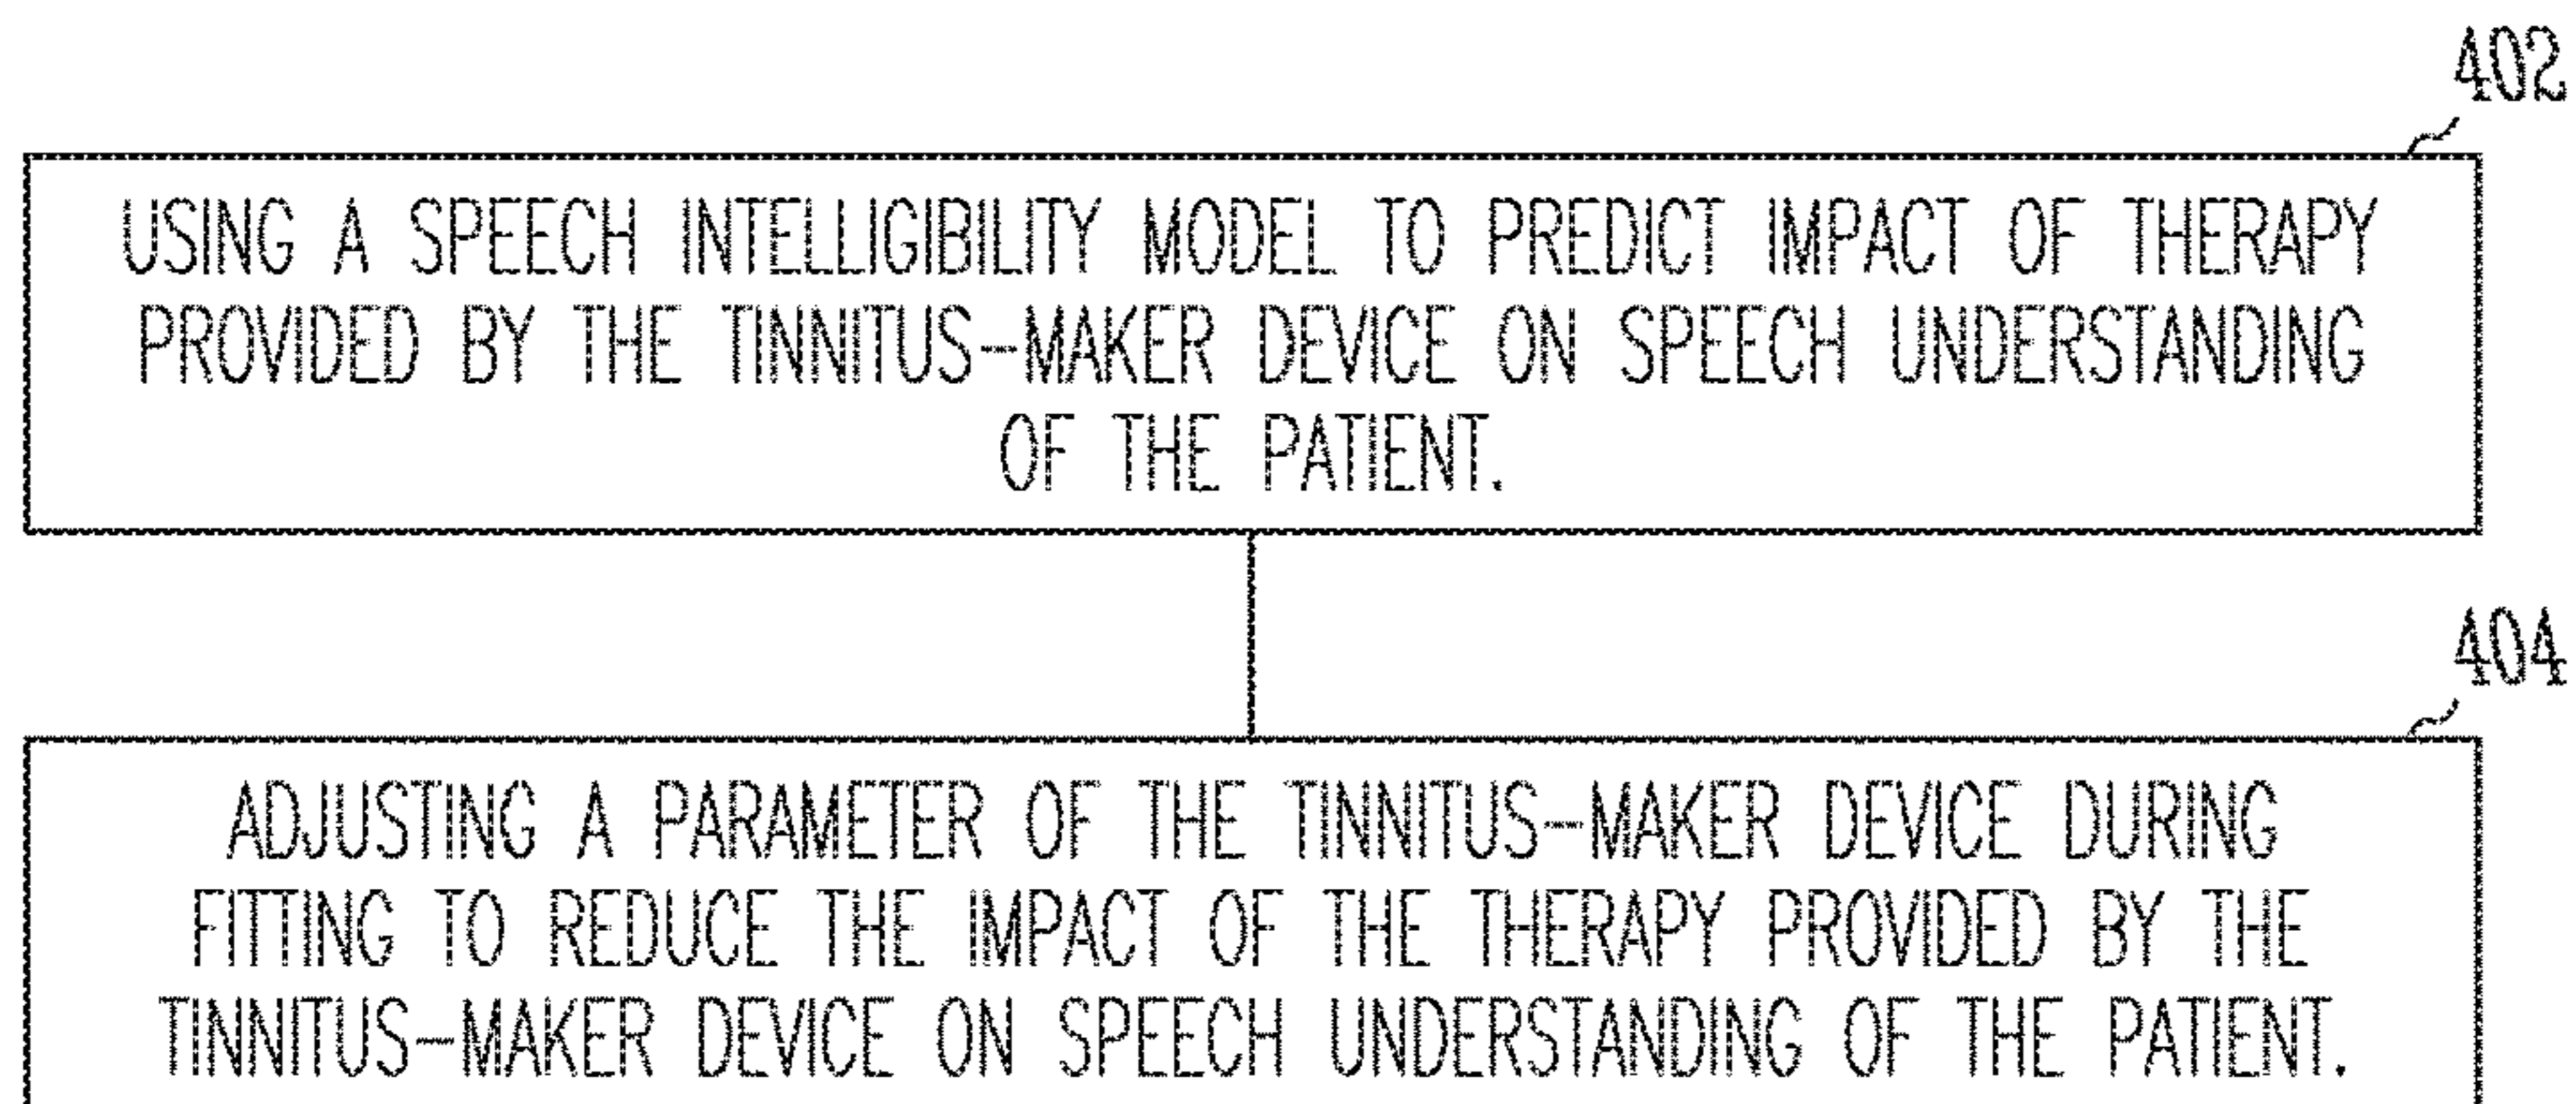 402
USING A SPEECH INTELLIGIBILITY MODEL TO PREDICT IMPACT OF THERAPY
PROVIDED BY THE TINNITUS-MAKER DEVICE ON SPEECH UNDERSTANDING
OF THE PATIENT.
404
ADJUSTING A PARAMETER OF THE TINNITUS-MAKER DEVICE DURING
FITTING TO REDUCE THE IMPACT OF THE THERAPY PROVIDED BY THE
TINNITUS-MAKER DEVICE ON SPEECH UNDERSTANDING OF THE PATIENT.